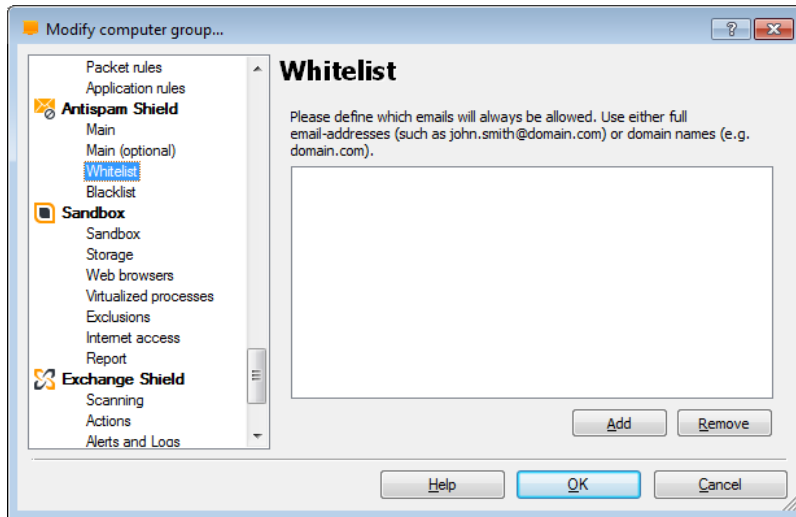 Modify computer group...
Packet rules
Application rules
Antispam Shield
Main
Main (optional)
Whitelist
Blacklist
Sandbox
Sandbox
Storage
Web browsers
Virtualized processes
Exclusions
Internet access
Report
Exchange Shield
Scanning
Actions
Alerts and Logs
Whitelist
Please define which emails will always be allowed. Use either full
email-addresses (such as john.smith@domain.com) or domain names (e.g.
domain.com).
Add
Remove
Help
OK
Cancel